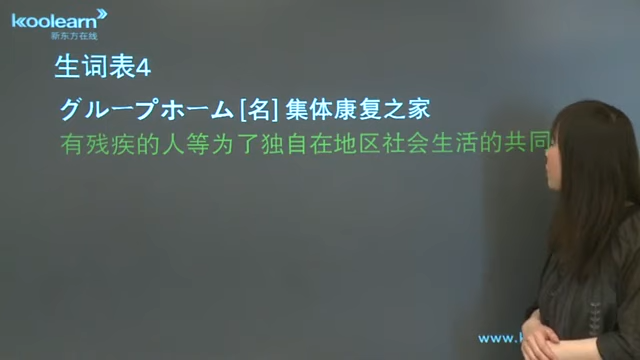 koolearn
新东方在线
生词表4
グループホーム[名]集体康复之家
有残疾的人等为了独自在地区社会生活的共同
www.k